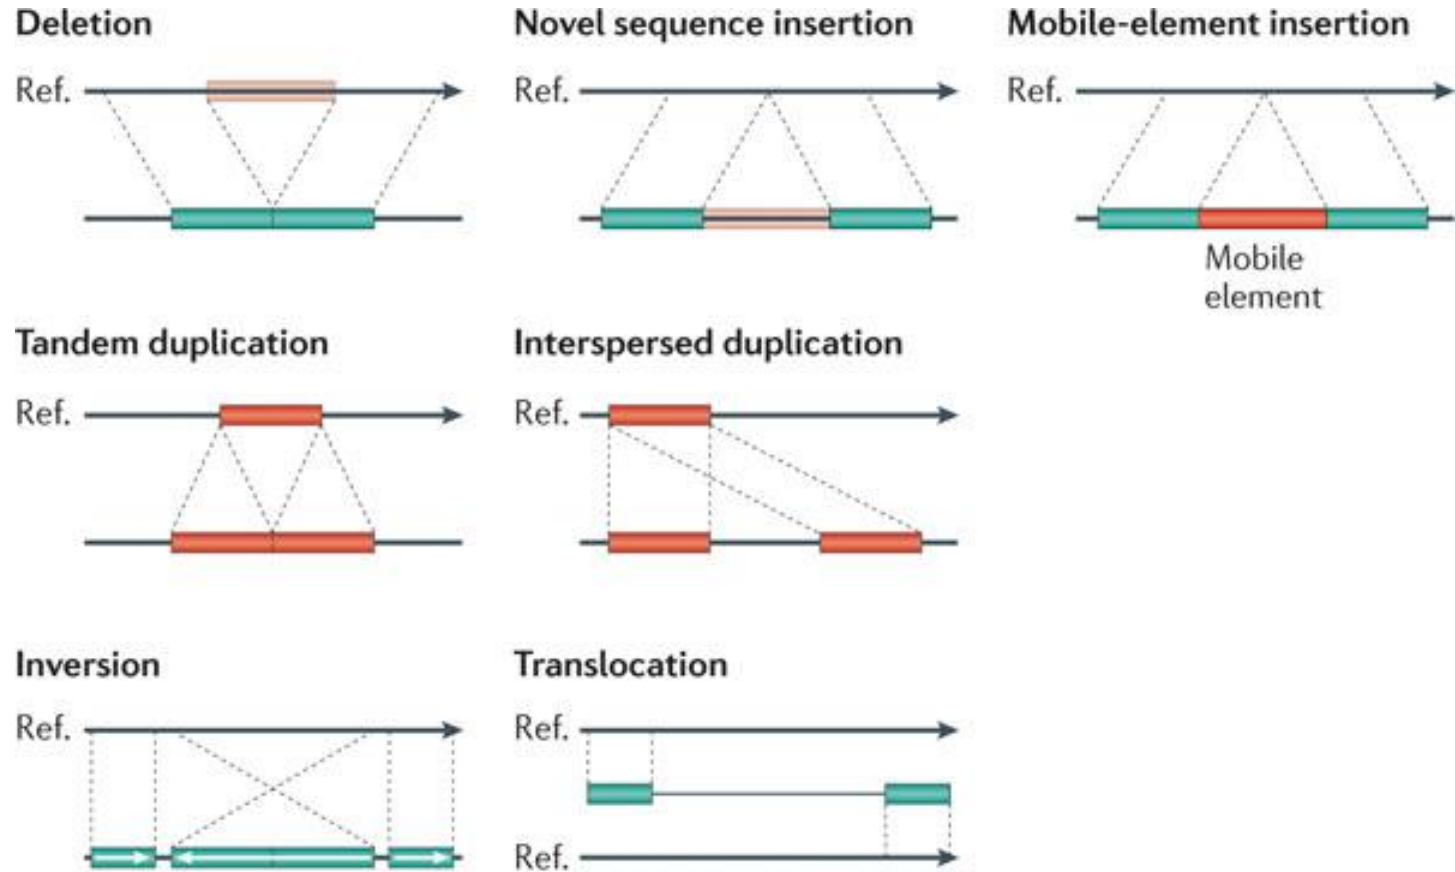 Deletion
Novel sequence insertion
Mobile-element insertion
Ref.
Ref.
Ref.
Mobile
element
Tandem duplication
Interspersed duplication
Ref.
Ref.
Inversion
Translocation
Ref.
Ref.
Ref.